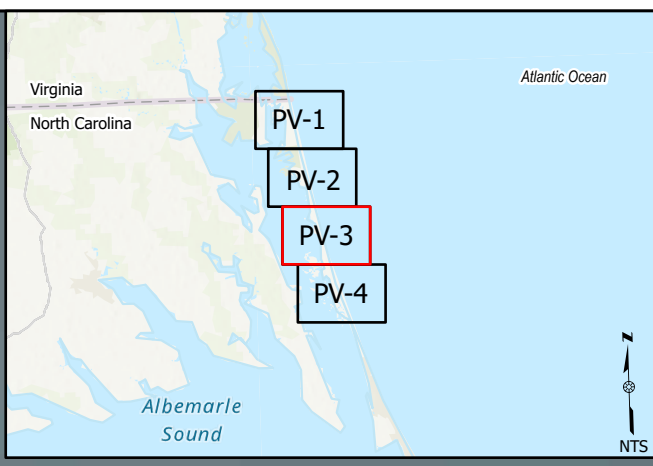 Virginia
Atlantic Ocean
North Carolina
PV-1
PV-2
PV-3
PV-4
Albemarle
Sound
N
NTS